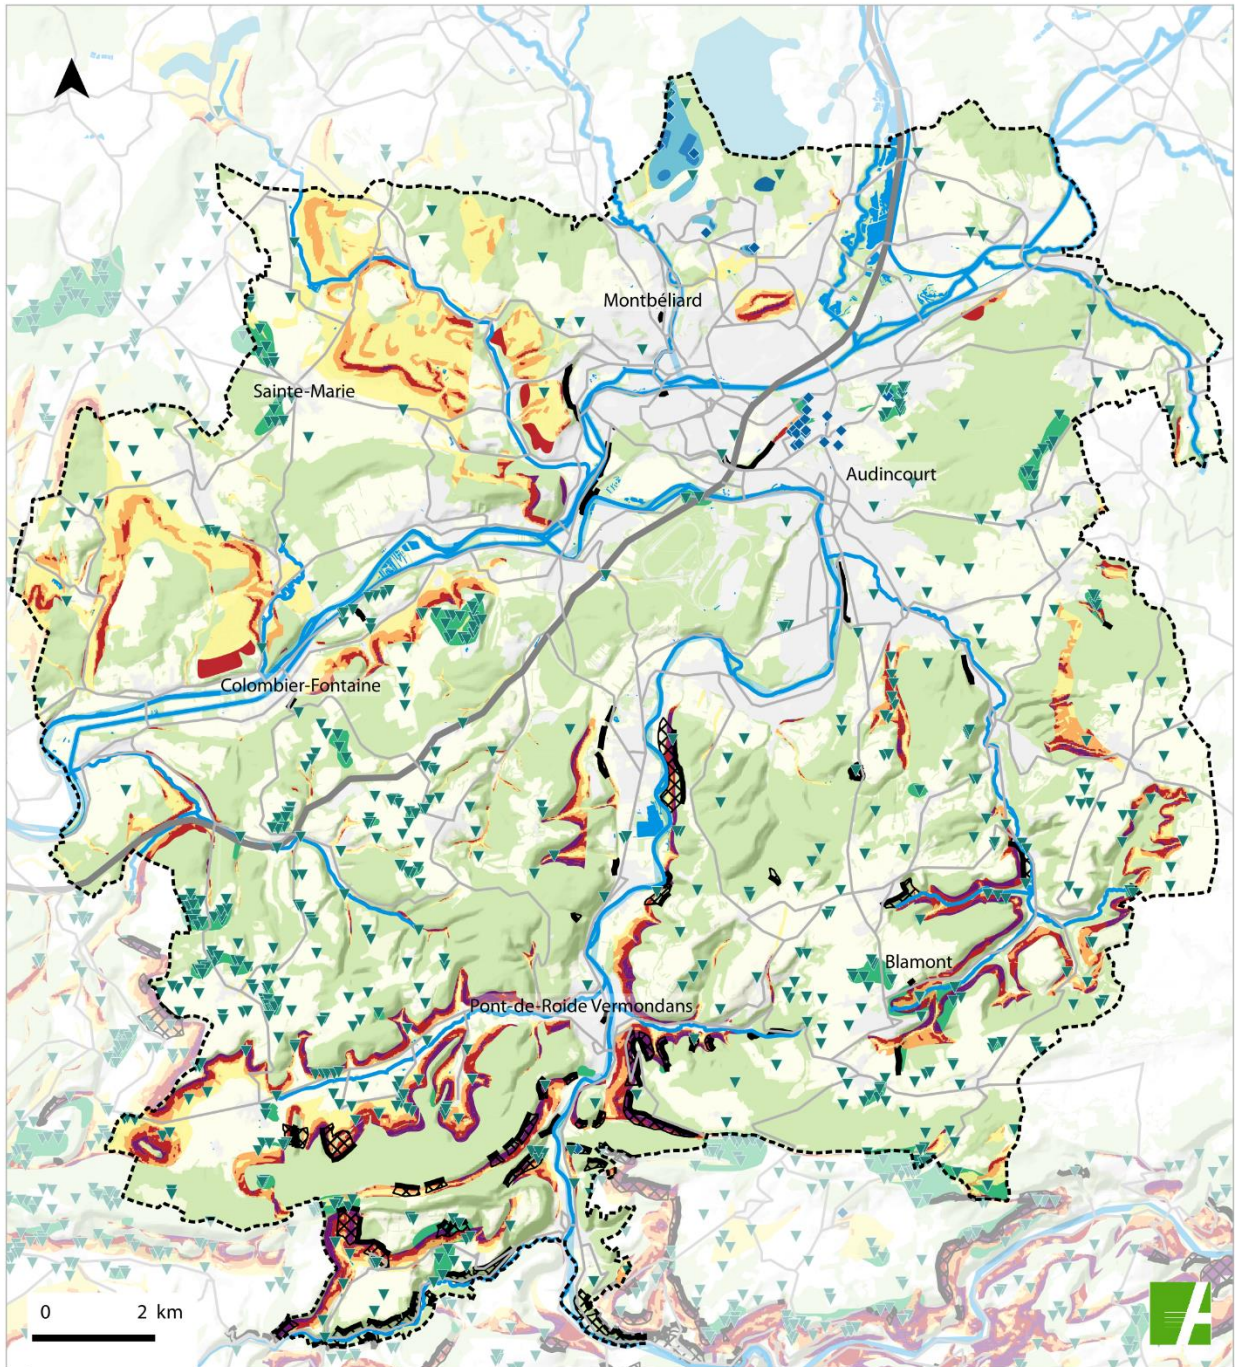 Montbéliard
Sainte-Marie
Audincourt
Colombier-Fontaine
Blamont
Pont-de-Roide Vermondans
0 2 km